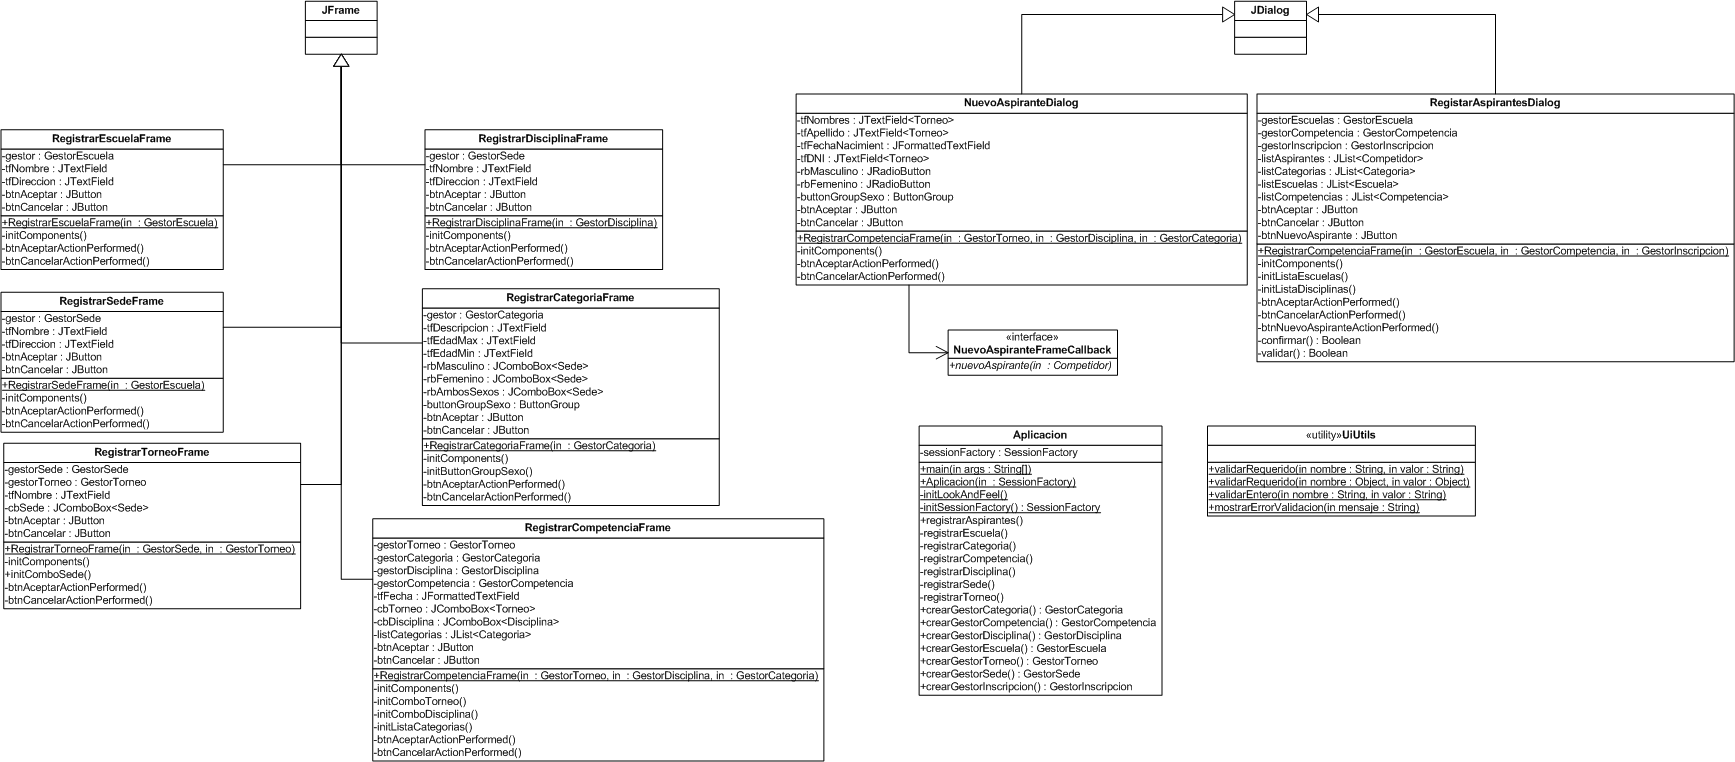 JFrame
JDialog
RegistrarEscuelaFrame
-gestor : GestorEscuela
-tfNombre : JTextField
-tfDireccion : JTextField
-btnAceptar : JButton
-btnCancelar : JButton
+RegistrarEscuelaFrame(in  : GestorEscuela)
-initComponents()
-btnAceptarActionPerformed()
-btnCancelarActionPerformed()
RegistrarDisciplinaFrame
-gestor : GestorSede
-tfNombre : JTextField
-tfDireccion : JTextField
-btnAceptar : JButton
-btnCancelar : JButton
+RegistrarDisciplinaFrame(in  : GestorDisciplina)
-initComponents()
-btnAceptarActionPerformed()
-btnCancelarActionPerformed()
RegistrarSedeFrame
-gestor : GestorSede
-tfNombre : JTextField
-tfDireccion : JTextField
-btnAceptar : JButton
-btnCancelar : JButton
+RegistrarSedeFrame(in  : GestorEscuela)
-initComponents()
-btnAceptarActionPerformed()
-btnCancelarActionPerformed()
RegistrarCategoriaFrame
-gestor : GestorCategoria
-tfDescripcion : JTextField
-tfEdadMax : JTextField
-tfEdadMin : JTextField
-rbMasculino : JComboBox<Sede>
-rbFemenino : JComboBox<Sede>
-rbAmbosSexos : JComboBox<Sede>
-buttonGroupSexo : ButtonGroup
-btnAceptar : JButton
-btnCancelar : JButton
+RegistrarCategoriaFrame(in  : GestorCategoria)
-initComponents()
-initButtonGroupSexo()
-btnAceptarActionPerformed()
-btnCancelarActionPerformed()
RegistrarTorneoFrame
-gestorSede : GestorSede
-gestorTorneo : GestorTorneo
-tfNombre : JTextField
-cbSede : JComboBox<Sede>
-btnAceptar : JButton
-btnCancelar : JButton
+RegistrarTorneoFrame(in  : GestorSede, in  : GestorTorneo)
-initComponents()
+initComboSede()
-btnAceptarActionPerformed()
-btnCancelarActionPerformed()
RegistrarCompetenciaFrame
-gestorTorneo : GestorTorneo
-gestorCategoria : GestorCategoria
-gestorDisciplina : GestorDisciplina
-gestorCompetencia : GestorCompetencia
-tfFecha : JFormattedTextField
-cbTorneo : JComboBox<Torneo>
-cbDisciplina : JComboBox<Disciplina>
-listCategorias : JList<Categoria>
-btnAceptar : JButton
-btnCancelar : JButton
+RegistrarCompetenciaFrame(in  : GestorTorneo, in  : GestorDisciplina, in  : GestorCategoria)
-initComponents()
-initComboTorneo()
-initComboDisciplina()
-initListaCategorias()
-btnAceptarActionPerformed()
-btnCancelarActionPerformed()
NuevoAspiranteDialog
-tfNombres : JTextField<Torneo>
-tfApellido : JTextField<Torneo>
-tfFechaNacimient : JFormattedTextField
-tfDNI : JTextField<Torneo>
-rbMasculino : JRadioButton
-rbFemenino : JRadioButton
-buttonGroupSexo : ButtonGroup
-btnAceptar : JButton
-btnCancelar : JButton
+RegistrarCompetenciaFrame(in  : GestorTorneo, in  : GestorDisciplina, in  : GestorCategoria)
-initComponents()
-btnAceptarActionPerformed()
-btnCancelarActionPerformed()
RegistarAspirantesDialog
-gestorEscuelas : GestorEscuela
-gestorCompetencia : GestorCompetencia
-gestorInscripcion : GestorInscripcion
-listAspirantes : JList<Competidor>
-listCategorias : JList<Categoria>
-listEscuelas : JList<Escuela>
-listCompetencias : JList<Competencia>
-btnAceptar : JButton
-btnCancelar : JButton
-btnNuevoAspirante : JButton
+RegistrarCompetenciaFrame(in  : GestorEscuela, in  : GestorCompetencia, in  : GestorInscripcion)
-initComponents()
-initListaEscuelas()
-initListaDisciplinas()
-btnAceptarActionPerformed()
-btnCancelarActionPerformed()
-btnNuevoAspiranteActionPerformed()
-confirmar() : Boolean
-validar() : Boolean
«interface»
NuevoAspiranteFrameCallback
+nuevoAspirante(in  : Competidor)
Aplicacion
-sessionFactory : SessionFactory
+main(in args : String[])
+Aplicacion(in  : SessionFactory)
-initLookAndFeel()
-initSessionFactory() : SessionFactory
+registrarAspirantes()
-registrarEscuela()
-registrarCategoria()
-registrarCompetencia()
-registrarDisciplina()
-registrarSede()
-registrarTorneo()
+crearGestorCategoria() : GestorCategoria
+crearGestorCompetencia() : GestorCompetencia
+crearGestorDisciplina() : GestorDisciplina
+crearGestorEscuela() : GestorEscuela
+crearGestorTorneo() : GestorTorneo
+crearGestorSede() : GestorSede
+crearGestorInscripcion() : GestorInscripcion
«utility»UiUtils
+validarRequerido(in nombre : String, in valor : String)
+validarRequerido(in nombre : Object, in valor : Object)
+validarEntero(in nombre : String, in valor : String)
+mostrarErrorValidacion(in mensaje : String)